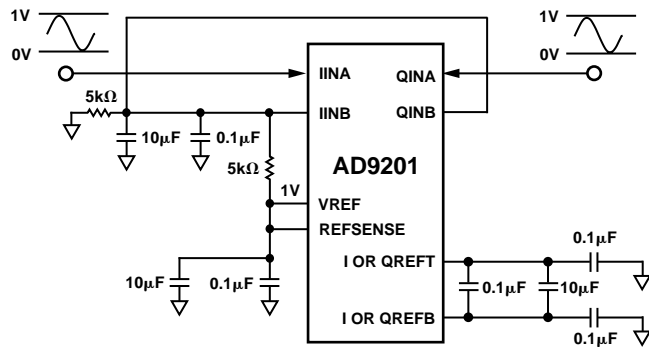 1V
0V
1V
0V
IINA
QINA
5kΩ
IINB
QINB
10µF
0.1µF
5kΩ
AD9201
1V
VREF
REFSENSE
0.1µF
I OR QREFT
10µF
0.1µF
0.1µF
10µF
I OR QREFB
0.1µF